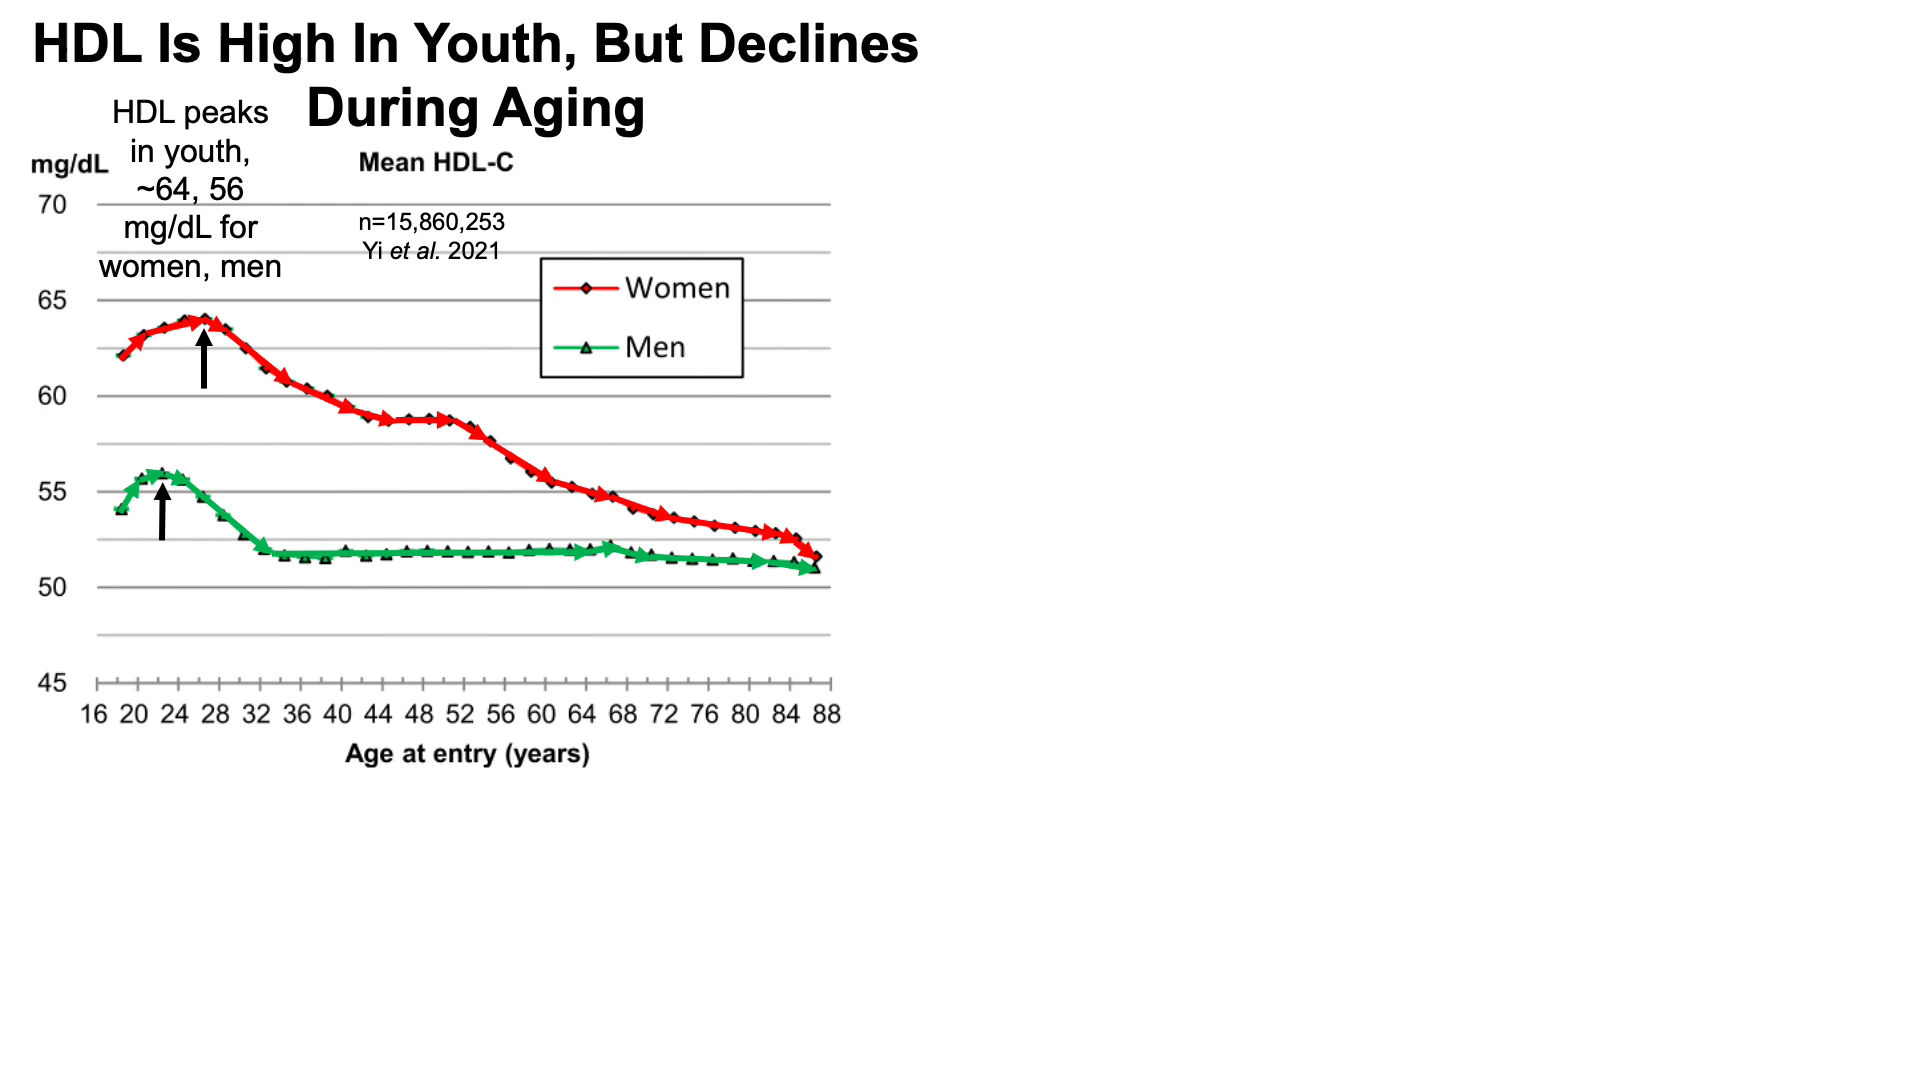 HDL Is High In Youth, But Declines
During Aging
HDL peaks
in youth,
~64, 56
mg/dL for
women, men
mg/dL
Mean HDL-C
n=15,860,253
Yi et al. 2021
Women
Men
70
65
60
55
50
45
16 20 24 28 32 36 40 44 48 52 56 60 64 68 72 76 80 84 88
Age at entry (years)